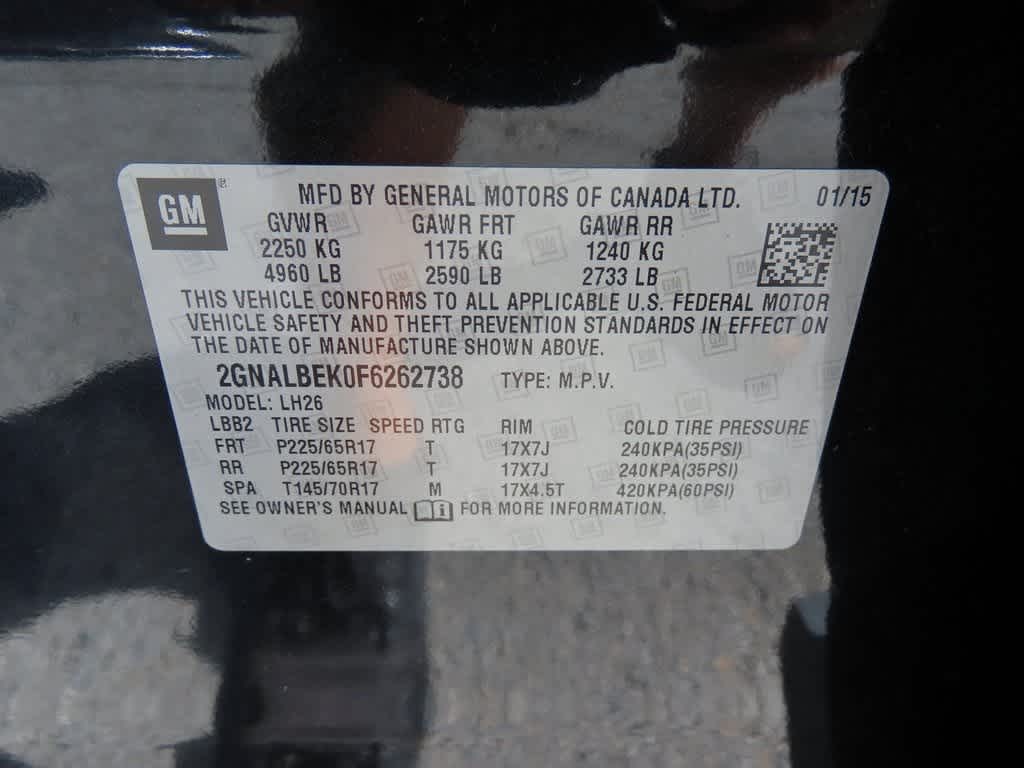 GM ® MFD BY GENERAL MOTORS OF CANADA LTD. 01/15
GVWR GAWR FRT GAWR RR
2250 KG 1175 KG 1240 KG
4960 LB 2590 LB 2733 LB
THIS VEHICLE CONFORMS TO ALL APPLICABLE U.S. FEDERAL MOTOR
VEHICLE SAFETY AND THEFT PREVENTION STANDARDS IN EFFECT ON
THE DATE OF MANUFACTURE SHOWN ABOVE.
2GNALBEK0F6262738 TYPE: M.P.V.
MODEL: LH26
LBB2 TIRE SIZE SPEED RTG RIM COLD TIRE PRESSURE
FRT P225/65R17 T 17X7J 240KPA(35PSI)
RR P225/65R17 T 17X7J 240KPA(35PSI)
SPA T145/70R17 M 17X4.5T 420KPA(60PSI)
SEE OWNER'S MANUAL i FOR MORE INFORMATION.